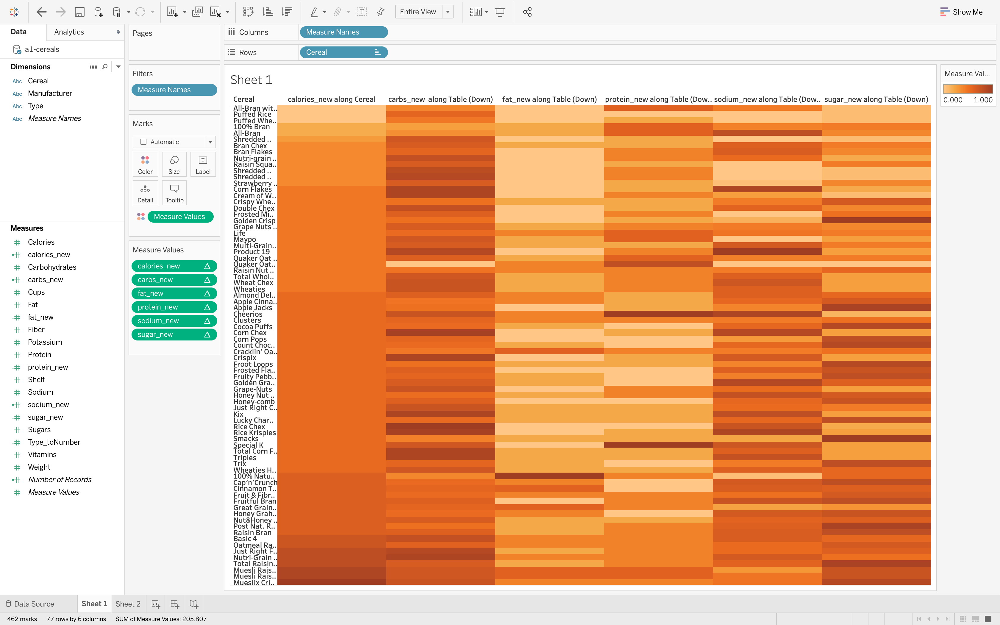 Entire View
Show Me
Data
Analytics
a1-cereals
Dimensions
Abc Cereal
Abc Manufacturer
Abc Type
Abc Measure Names
Measures
Calories
calories_new
Carbohydrates
carbs_new
Cups
Fat
fat_new
Fiber
Potassium
Protein
protein_new
Shelf
Sodium
sodium_new
sugar_new
Sugars
Type_toNumber
Vitamins
Weight
Number of Records
Measure Values
Pages
Filters
Measure Names
Marks
Automatic
Color
Size
Label
Detail
Tooltip
Measure Values
Measure Values
calories_new
carbs_new
fat_new
protein_new
sodium_new
sugar_new
Columns
Measure Names
Rows
Cereal
Sheet 1
Cereal calories_new along Cereal carbs_new along Table (Down) fat_new along Table (Down) protein_new along Table (Dow.. sodium_new along Table (Dow.. sugar_new along Table (Down)
All-Bran wit..
Puffed Rice
Puffed Whe..
100% Bran
All-Bran
Shredded ..
Bran Chex
Bran Flakes
Nutri-grain ..
Raisin Squa..
Shredded ..
Shredded ..
Strawberry ..
Corn Flakes
Cream of W..
Crispy Whe..
Double Chex
Frosted Mi..
Golden Crisp
Grape Nuts ..
Life
Maypo
Multi-Grain..
Product 19
Quaker Oat ..
Quaker Oat..
Raisin Nut ..
Total Whol..
Wheat Chex
Wheaties
Almond Del..
Apple Cinna..
Apple Jacks
Cheerios
Clusters
Cocoa Puffs
Corn Chex
Corn Pops
Count Choc..
Cracklin' Oa..
Crispix
Froot Loops
Frosted Fla..
Fruity Pebb..
Golden Gra..
Grape-Nuts
Honey Nut ..
Honey-comb
Just Right C..
Kix
Lucky Char..
Rice Chex
Rice Krispies
Smacks
Special K
Total Corn F..
Triples
Trix
Wheaties H..
100% Natu..
Cap'n'Crunch
Cinnamon T..
Fruit & Fibr..
Fruitful Bran
Great Grain..
Honey Grah..
Nut&Honey ..
Post Nat. R..
Raisin Bran
Basic 4
Oatmeal Ra..
Just Right F..
Nutri-Grain ..
Total Raisin..
Muesli Rais..
Muesli Rais..
Mueslix Cri..
Measure Val...
0.000 1.000
Data Source
Sheet 1
Sheet 2
462 marks 77 rows by 6 columns SUM of Measure Values: 205.807